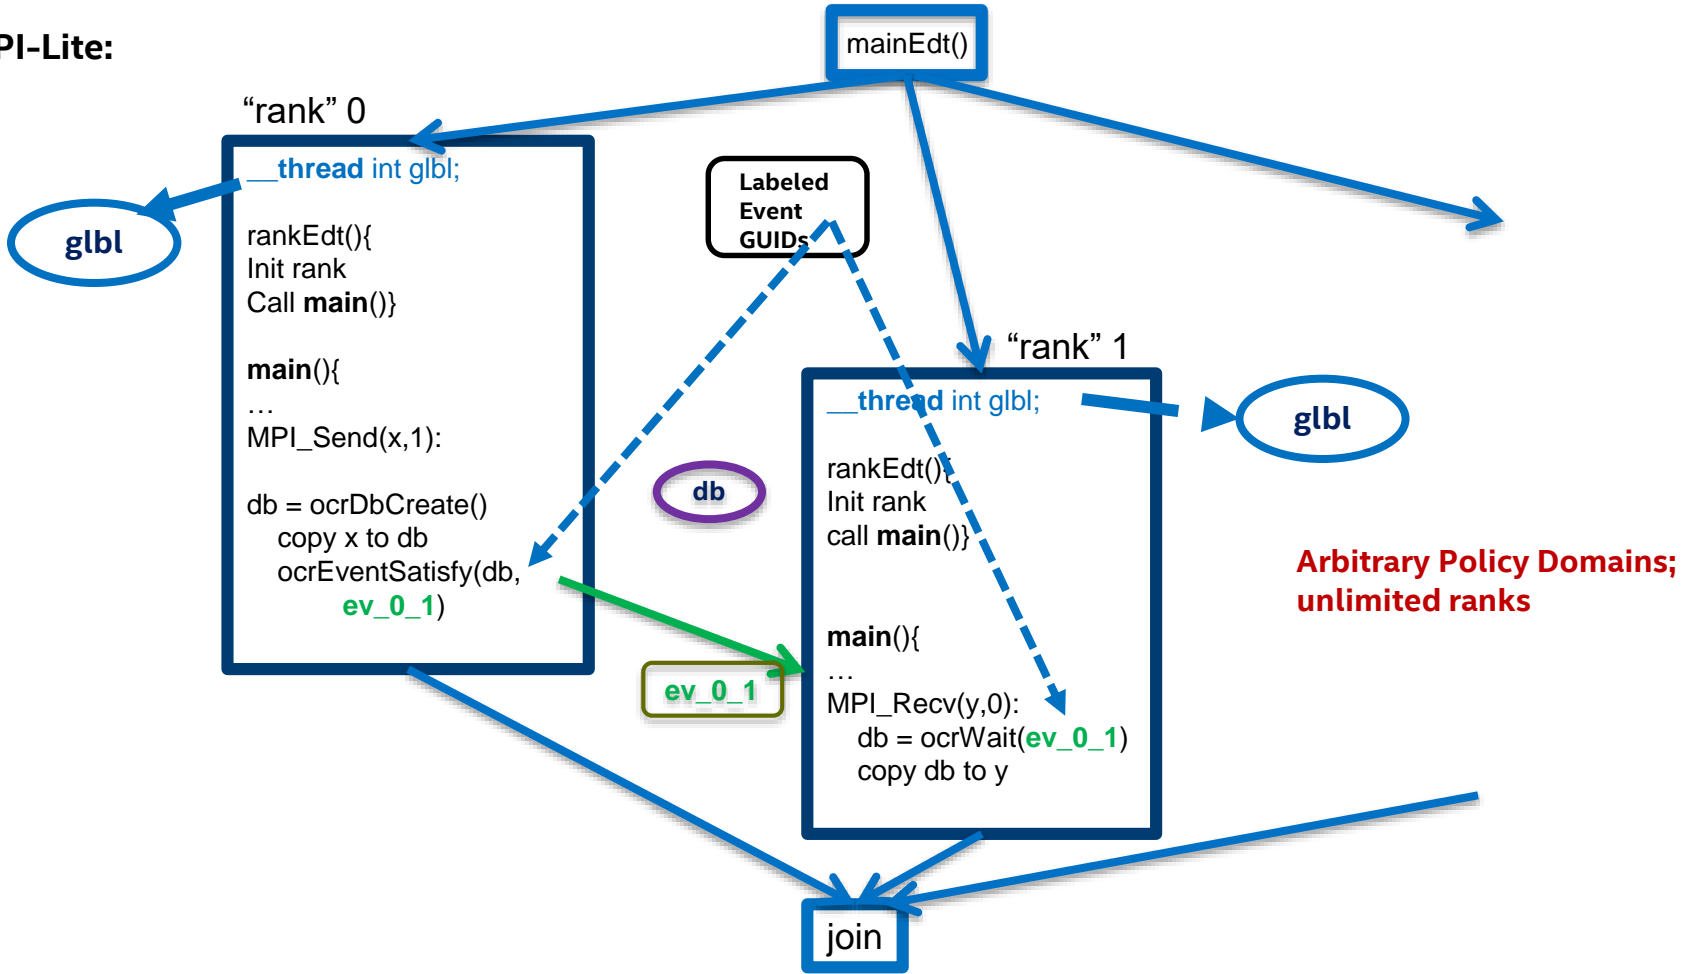 PI-Lite:
mainEdt()
“rank” 0
__thread int glbl;
glbl
rankEdt(){
Init rank
Call main()}
main(){
…
MPI_Send(x,1):
db = ocrDbCreate()
copy x to db
ocrEventSatisfy(db,
ev_0_1)
Labeled
Event
GUIDs
db
ev_0_1
“rank” 1
__thread int glbl;
glbl
rankEdt(){
Init rank
call main()}
main(){
…
MPI_Recv(y,0):
db = ocrWait(ev_0_1)
copy db to y
Arbitrary Policy Domains;
unlimited ranks
join